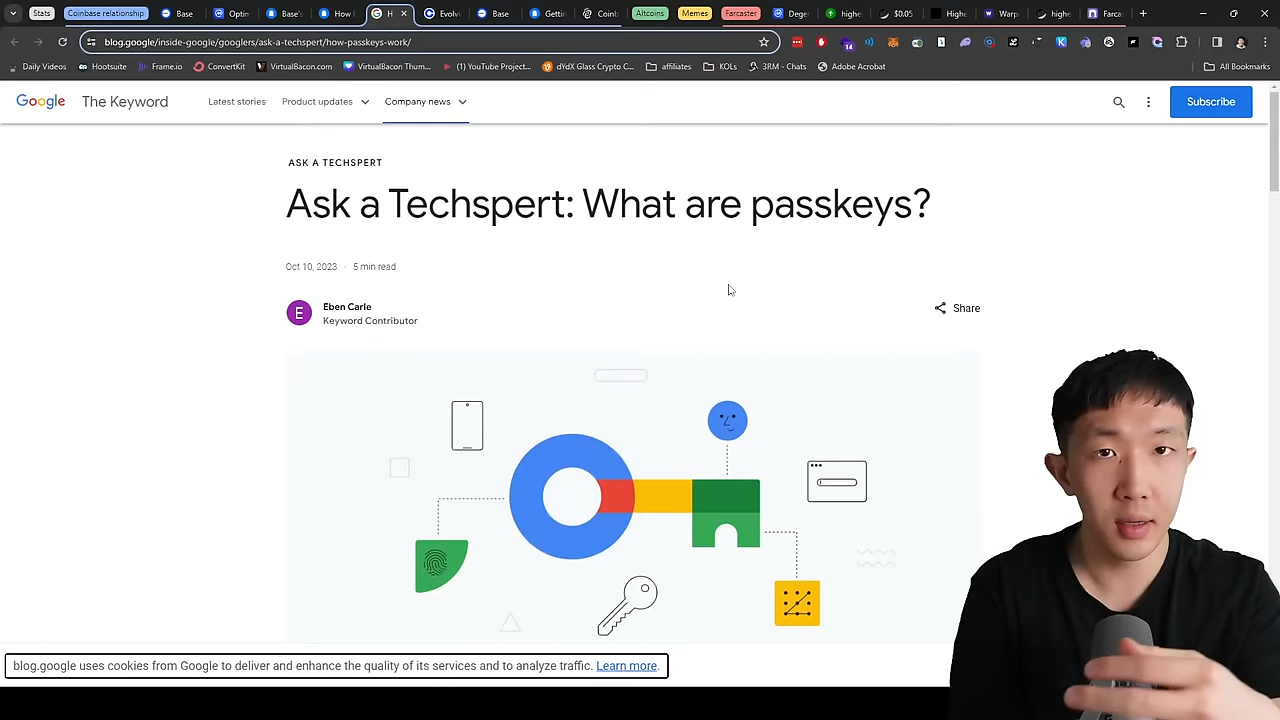 Stats Coinbase relationship Base Optin Base's How I H Evolv Base Gettin Coinb Altcoins Memes Farcaster Dege highe $0.05 Highe Warp highe Farca
blog.google/inside-google/googlers/ask-a-techspert/how-passkeys-work/
Daily Videos Hootsuite Frame.io ConvertKit VirtualBacon.com VirtualBacon Thum... (1) YouTube Project... dYdX Glass Crypto C... affiliates KOLs 3RM - Chats Adobe Acrobat All Bookmarks
Google The Keyword Latest stories Product updates Company news Subscribe
ASK A TECHSPERT
Ask a Techspert: What are passkeys?
Oct 10, 2023 · 5 min read
E Eben Carle
Keyword Contributor
Share
blog.google uses cookies from Google to deliver and enhance the quality of its services and to analyze traffic. Learn more.